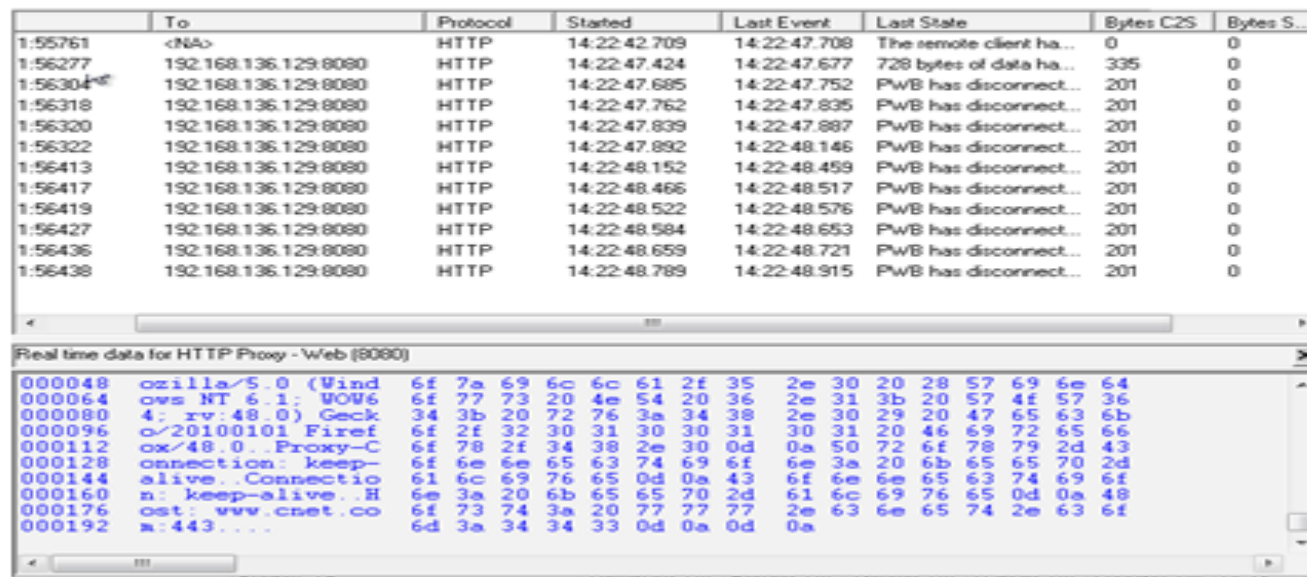 To Protocol Started Last Event Last State Bytes C2S Bytes S...
1:55761 <NA> HTTP 14:22:42.709 14:22:47.708 The remote client ha... 0 0
1:56277 192.168.136.129:8080 HTTP 14:22:47.424 14:22:47.677 728 bytes of data ha... 335 0
1:56304 192.168.136.129:8080 HTTP 14:22:47.685 14:22:47.752 PWB has disconnect... 201 0
1:56318 192.168.136.129:8080 HTTP 14:22:47.762 14:22:47.835 PWB has disconnect... 201 0
1:56320 192.168.136.129:8080 HTTP 14:22:47.839 14:22:47.887 PWB has disconnect... 201 0
1:56322 192.168.136.129:8080 HTTP 14:22:47.892 14:22:48.146 PWB has disconnect... 201 0
1:56413 192.168.136.129:8080 HTTP 14:22:48.152 14:22:48.459 PWB has disconnect... 201 0
1:56417 192.168.136.129:8080 HTTP 14:22:48.466 14:22:48.517 PWB has disconnect... 201 0
1:56419 192.168.136.129:8080 HTTP 14:22:48.522 14:22:48.576 PWB has disconnect... 201 0
1:56427 192.168.136.129:8080 HTTP 14:22:48.584 14:22:48.653 PWB has disconnect... 201 0
1:56436 192.168.136.129:8080 HTTP 14:22:48.659 14:22:48.721 PWB has disconnect... 201 0
1:56438 192.168.136.129:8080 HTTP 14:22:48.789 14:22:48.915 PWB has disconnect... 201 0
Real time data for HTTP Proxy - Web (8080)
000048 ozilla/5.0 (Wind 6f 7a 69 6c 6c 61 2f 35 2e 30 20 28 57 69 6e 64
000064 ows NT 6.1; WOW6 6f 77 73 20 4e 54 20 36 2e 31 3b 20 57 4f 57 36
000080 4; rv:48.0) Geck 34 3b 20 72 76 3a 34 38 2e 30 29 20 47 65 63 6b
000096 o/20100101 Firef 6f 2f 32 30 31 30 30 31 30 31 20 46 69 72 65 66
000112 ox/48.0..Proxy-C 6f 78 2f 34 38 2e 30 0d 0a 50 72 6f 78 79 2d 43
000128 onnection: keep- 6f 6e 6e 65 63 74 69 6f 6e 3a 20 6b 65 65 70 2d
000144 alive..Connectio 61 6c 69 76 65 0d 0a 43 6f 6e 6e 65 63 74 69 6f
000160 n: keep-alive..H 6e 3a 20 6b 65 65 70 2d 61 6c 69 76 65 0d 0a 48
000176 ost: www.cnet.co 6f 73 74 3a 20 77 77 77 2e 63 6e 65 74 2e 63 6f
000192 m:443.... 6d 3a 34 34 33 0d 0a 0d 0a